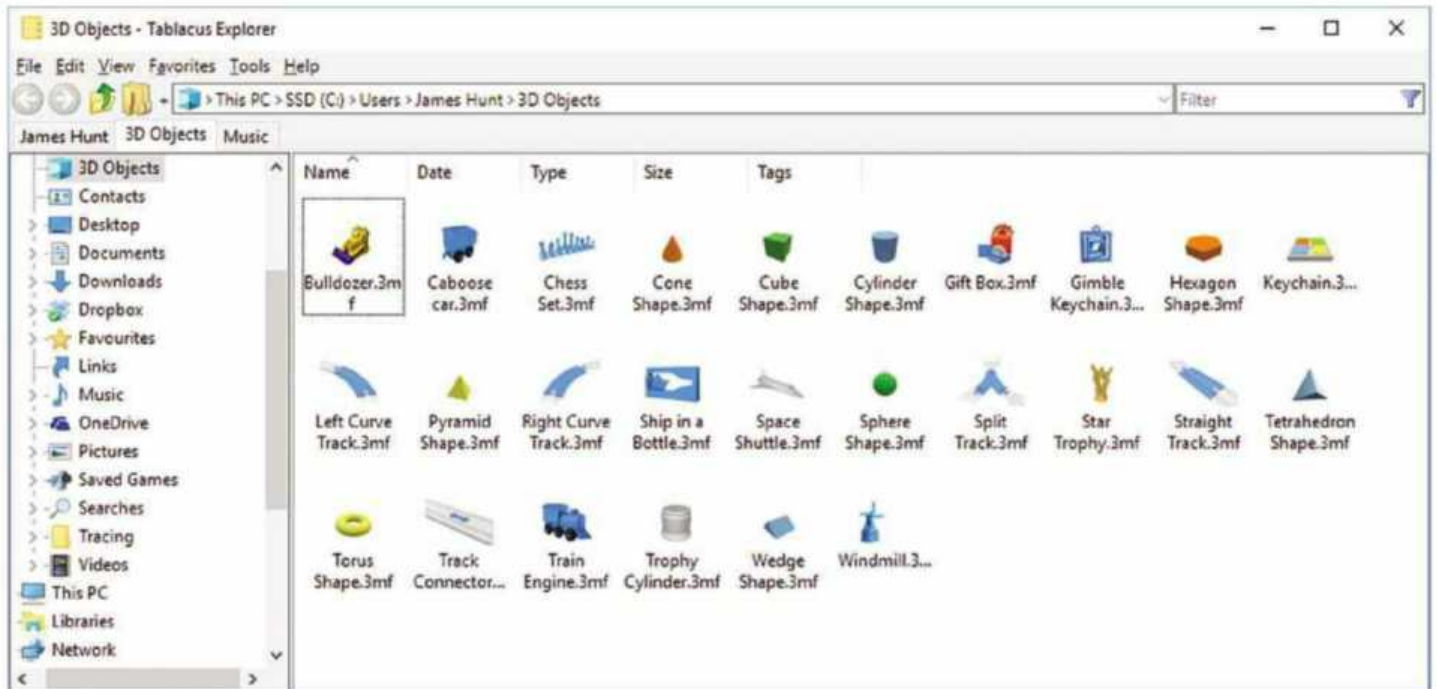 3D Objects - Tablacus Explorer
File Edit View Favorites Tools Help
> This PC > SSD (C:) > Users > James Hunt > 3D Objects
Filter
James Hunt 3D Objects Music
3D Objects
Contacts
Desktop
Documents
Downloads
Dropbox
Favourites
Links
Music
OneDrive
Pictures
Saved Games
Searches
Tracing
Videos
This PC
Libraries
Network
Name Date Type Size Tags
Bulldozer.3m
f
Caboose
car.3mf
Chess
Set.3mf
Cone
Shape.3mf
Cube
Shape.3mf
Cylinder
Shape.3mf
Gift Box.3mf
Gimble
Keychain.3...
Hexagon
Shape.3mf
Keychain.3...
Left Curve
Track.3mf
Pyramid
Shape.3mf
Right Curve
Track.3mf
Ship in a
Bottle.3mf
Space
Shuttle.3mf
Sphere
Shape.3mf
Split
Track.3mf
Star
Trophy.3mf
Straight
Track.3mf
Tetrahedron
Shape.3mf
Torus
Shape.3mf
Track
Connector...
Train
Engine.3mf
Trophy
Cylinder.3mf
Wedge
Shape.3mf
Windmill.3...